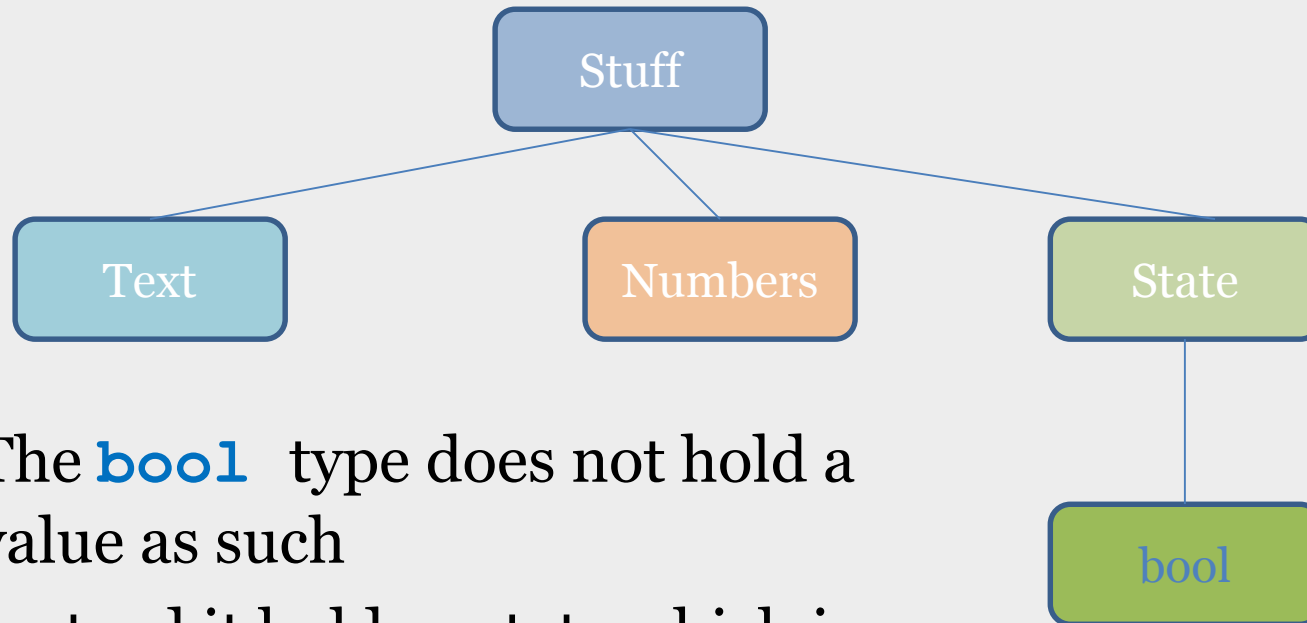 Stuff
Text
Numbers
State
The bool type does not hold a
value as such
bool